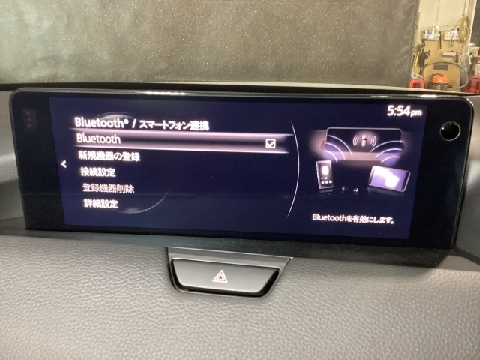 5:54 pm
Bluetooth® / スマートフォン連携
Bluetooth
新規機器の登録
接続設定
登録機器削除
詳細設定
Bluetoothを有効にします。